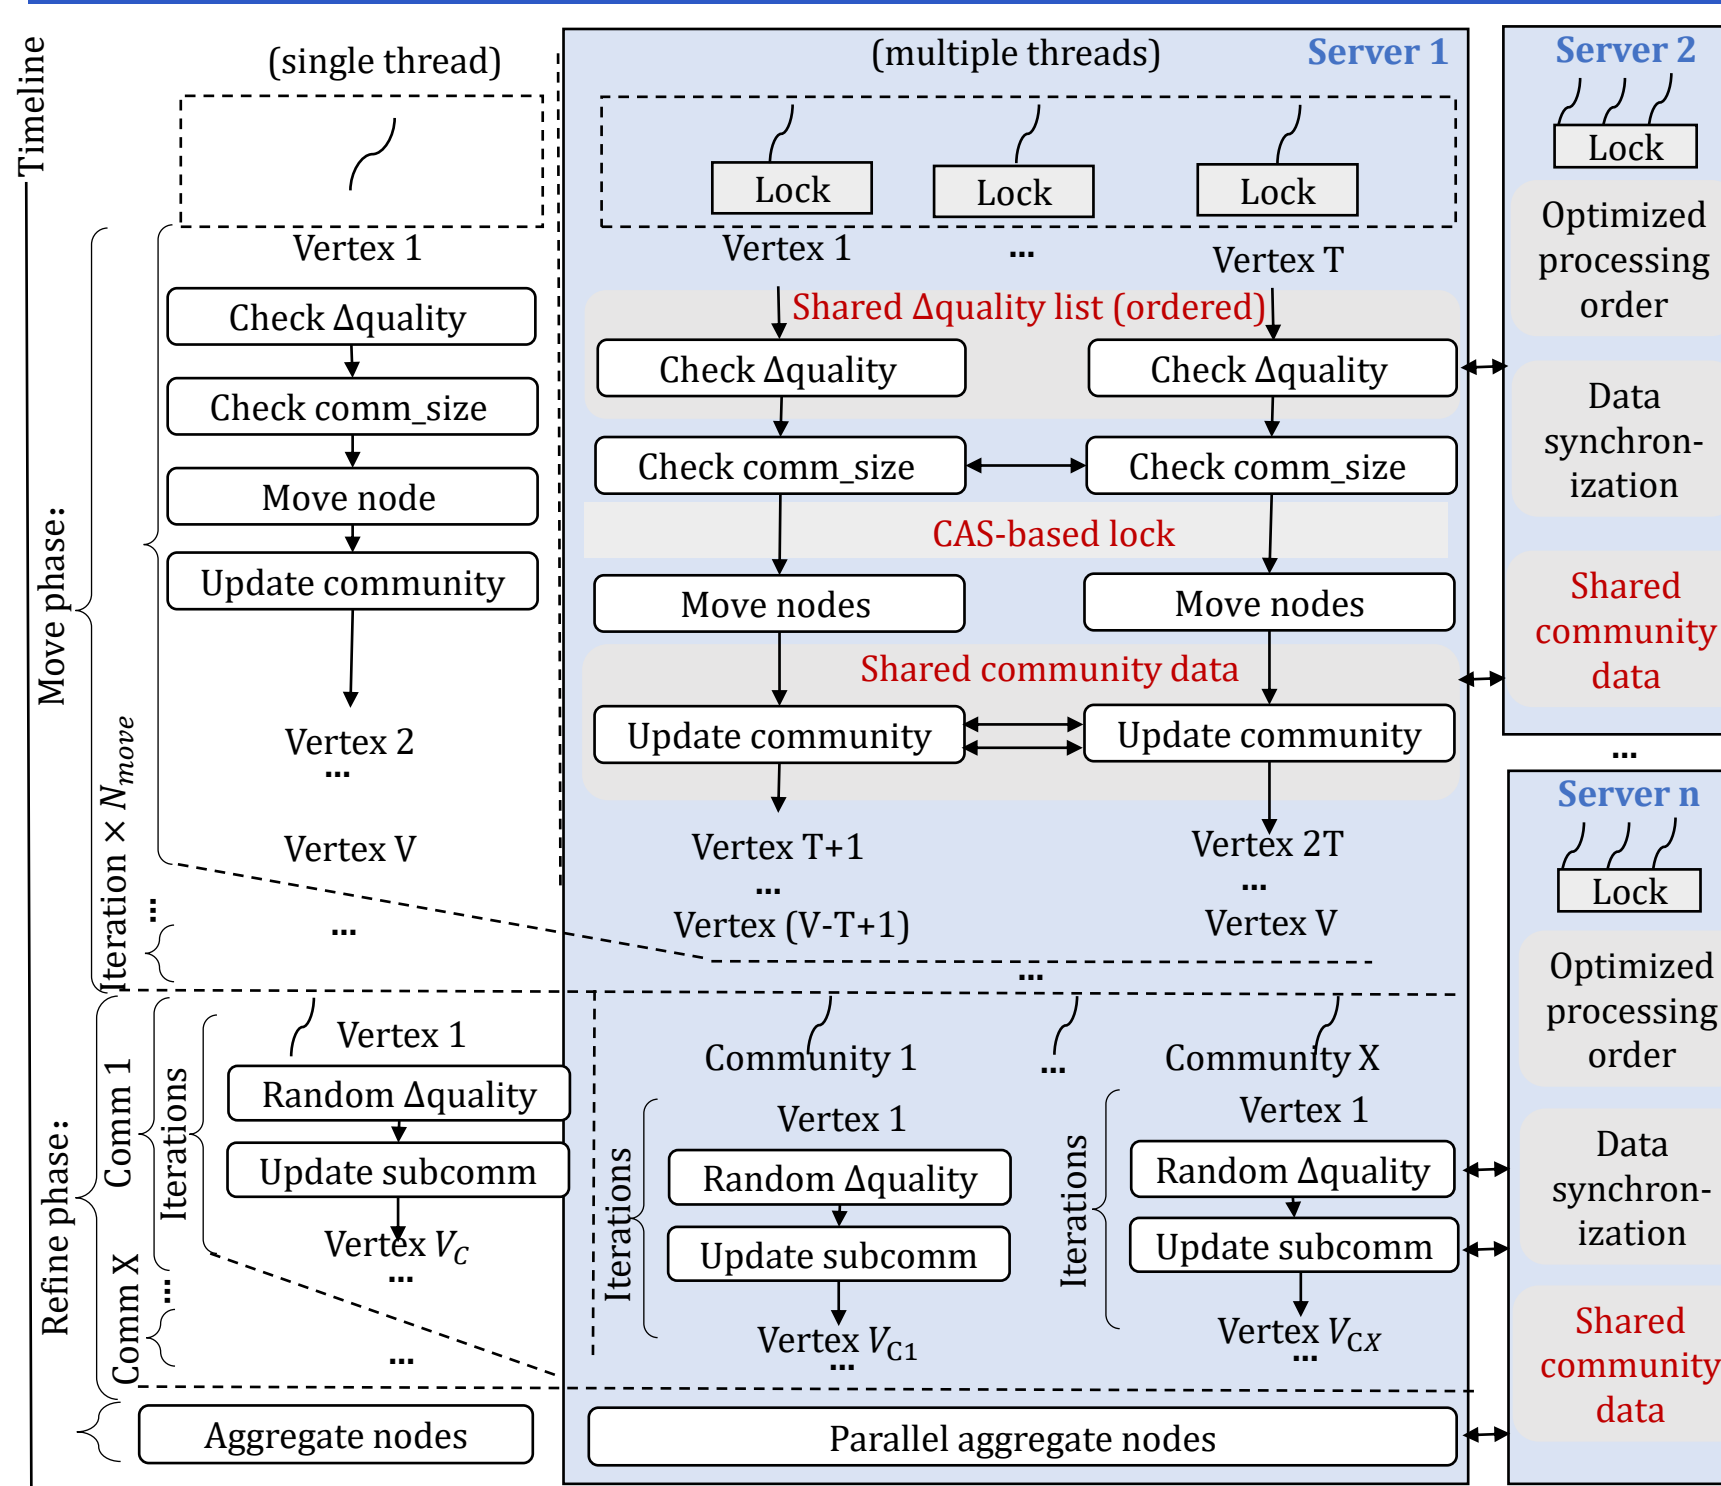 Timeline
(single thread)
Vertex 1
Check Δquality
Check comm_size
Move node
Update community
Vertex 2
...
Vertex V
...
Move phase:
Iteration × N_move
...
(multiple threads)
Server 1
Lock
Lock
Lock
Vertex 1
...
Vertex T
Shared Δquality list (ordered)
Check Δquality
Check Δquality
Check comm_size
Check comm_size
CAS-based lock
Move nodes
Move nodes
Shared community data
Update community
Update community
Vertex T+1
Vertex 2T
...
...
Vertex (V-T+1)
Vertex V
...
Refine phase:
Comm 1
...
Comm X
Iterations
Vertex 1
Random Δquality
Update subcomm
Vertex V_C
...
...
Community 1
...
Community X
Iterations
Vertex 1
Random Δquality
Update subcomm
Vertex V_C1
...
Iterations
Vertex 1
Random Δquality
Update subcomm
Vertex V_CX
...
Aggregate nodes
Parallel aggregate nodes
Server 2
Lock
Optimized
processing
order
Data
synchron-
ization
Shared
community
data
...
Server n
Lock
Optimized
processing
order
Data
synchron-
ization
Shared
community
data